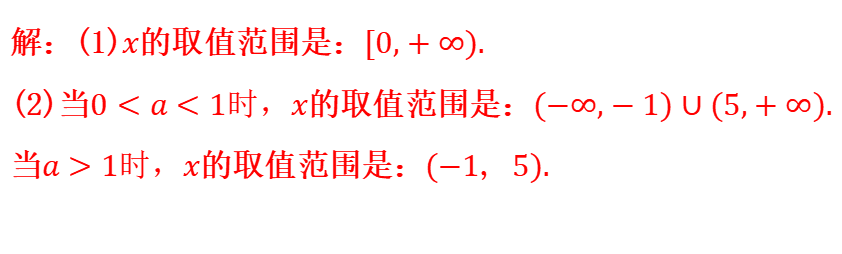 解：(1)x的取值范围是：[0, + ∞).
(2)当0 < a < 1时，x的取值范围是：(−∞, − 1) ∪ (5, + ∞).
当a > 1时，x的取值范围是：(−1，5).